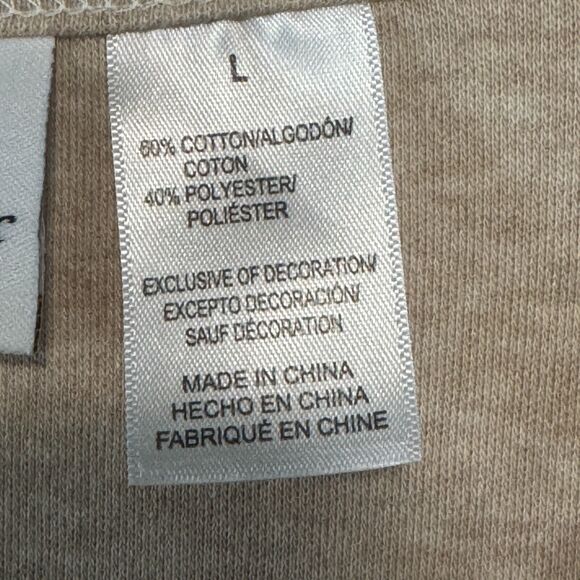 L
60% COTTON/ALGODÓN/
COTON
40% POLYESTER/
POLIÉSTER
EXCLUSIVE OF DECORATION/
EXCEPTO DECORACIÓN/
SAUF DÉCORATION
MADE IN CHINA
HECHO EN CHINA
FABRIQUÉ EN CHINE